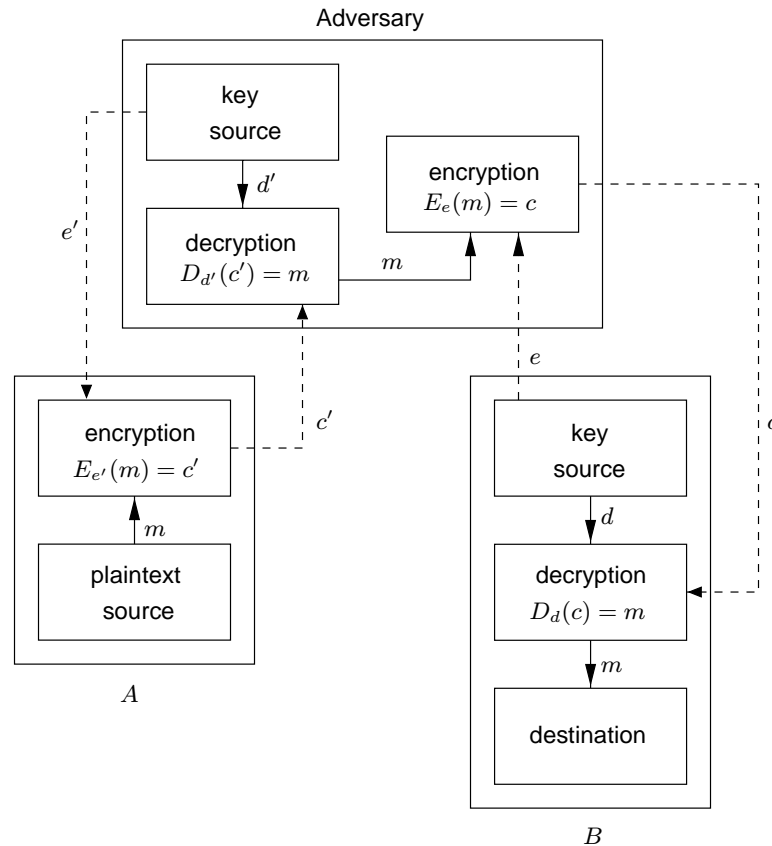 Adversary
key
source
d′
encryption
E_e(m) = c
e′
decryption
D_{d′}(c′) = m
m
e
c′
encryption
E_{e′}(m) = c′
m
plaintext
source
A
key
source
d
decryption
D_d(c) = m
m
destination
B